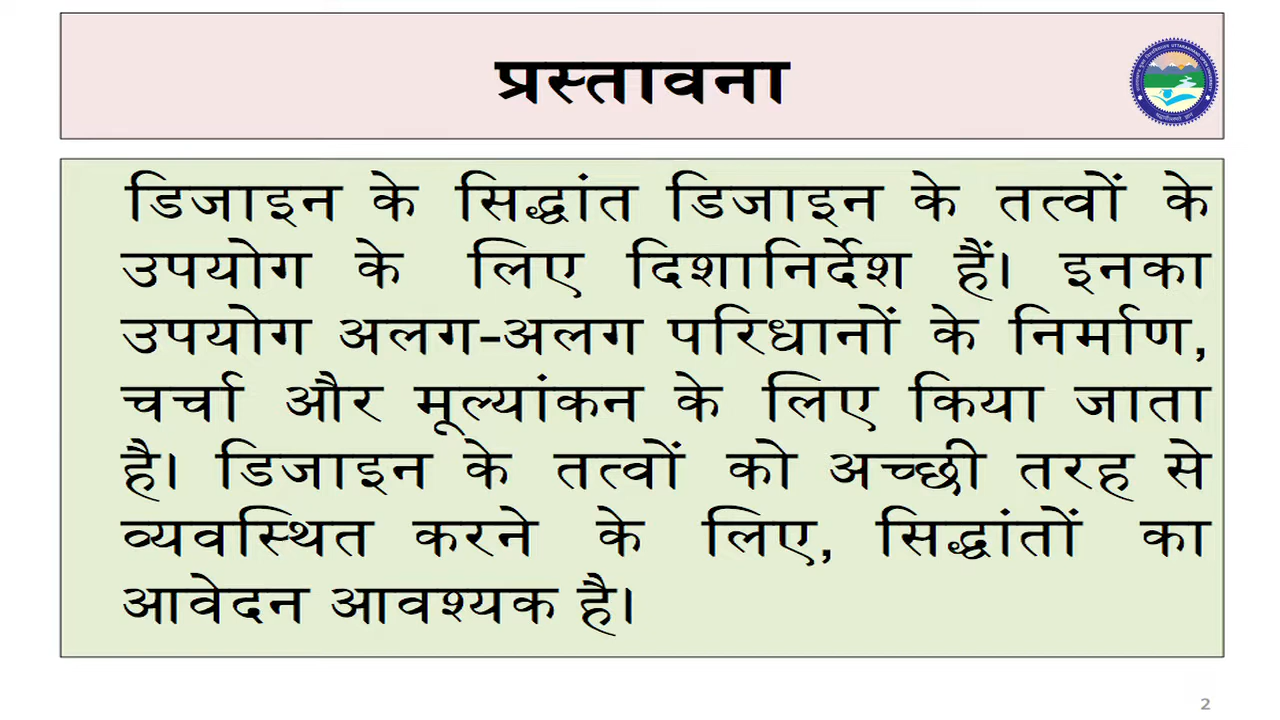 प्रस्तावना
डिजाइन के सिद्धांत डिजाइन के तत्वों के
उपयोग के लिए दिशानिर्देश हैं। इनका
उपयोग अलग-अलग परिधानों के निर्माण,
चर्चा और मूल्यांकन के लिए किया जाता
है। डिजाइन के तत्वों को अच्छी तरह से
व्यवस्थित करने के लिए, सिद्धांतों का
आवेदन आवश्यक है।
2